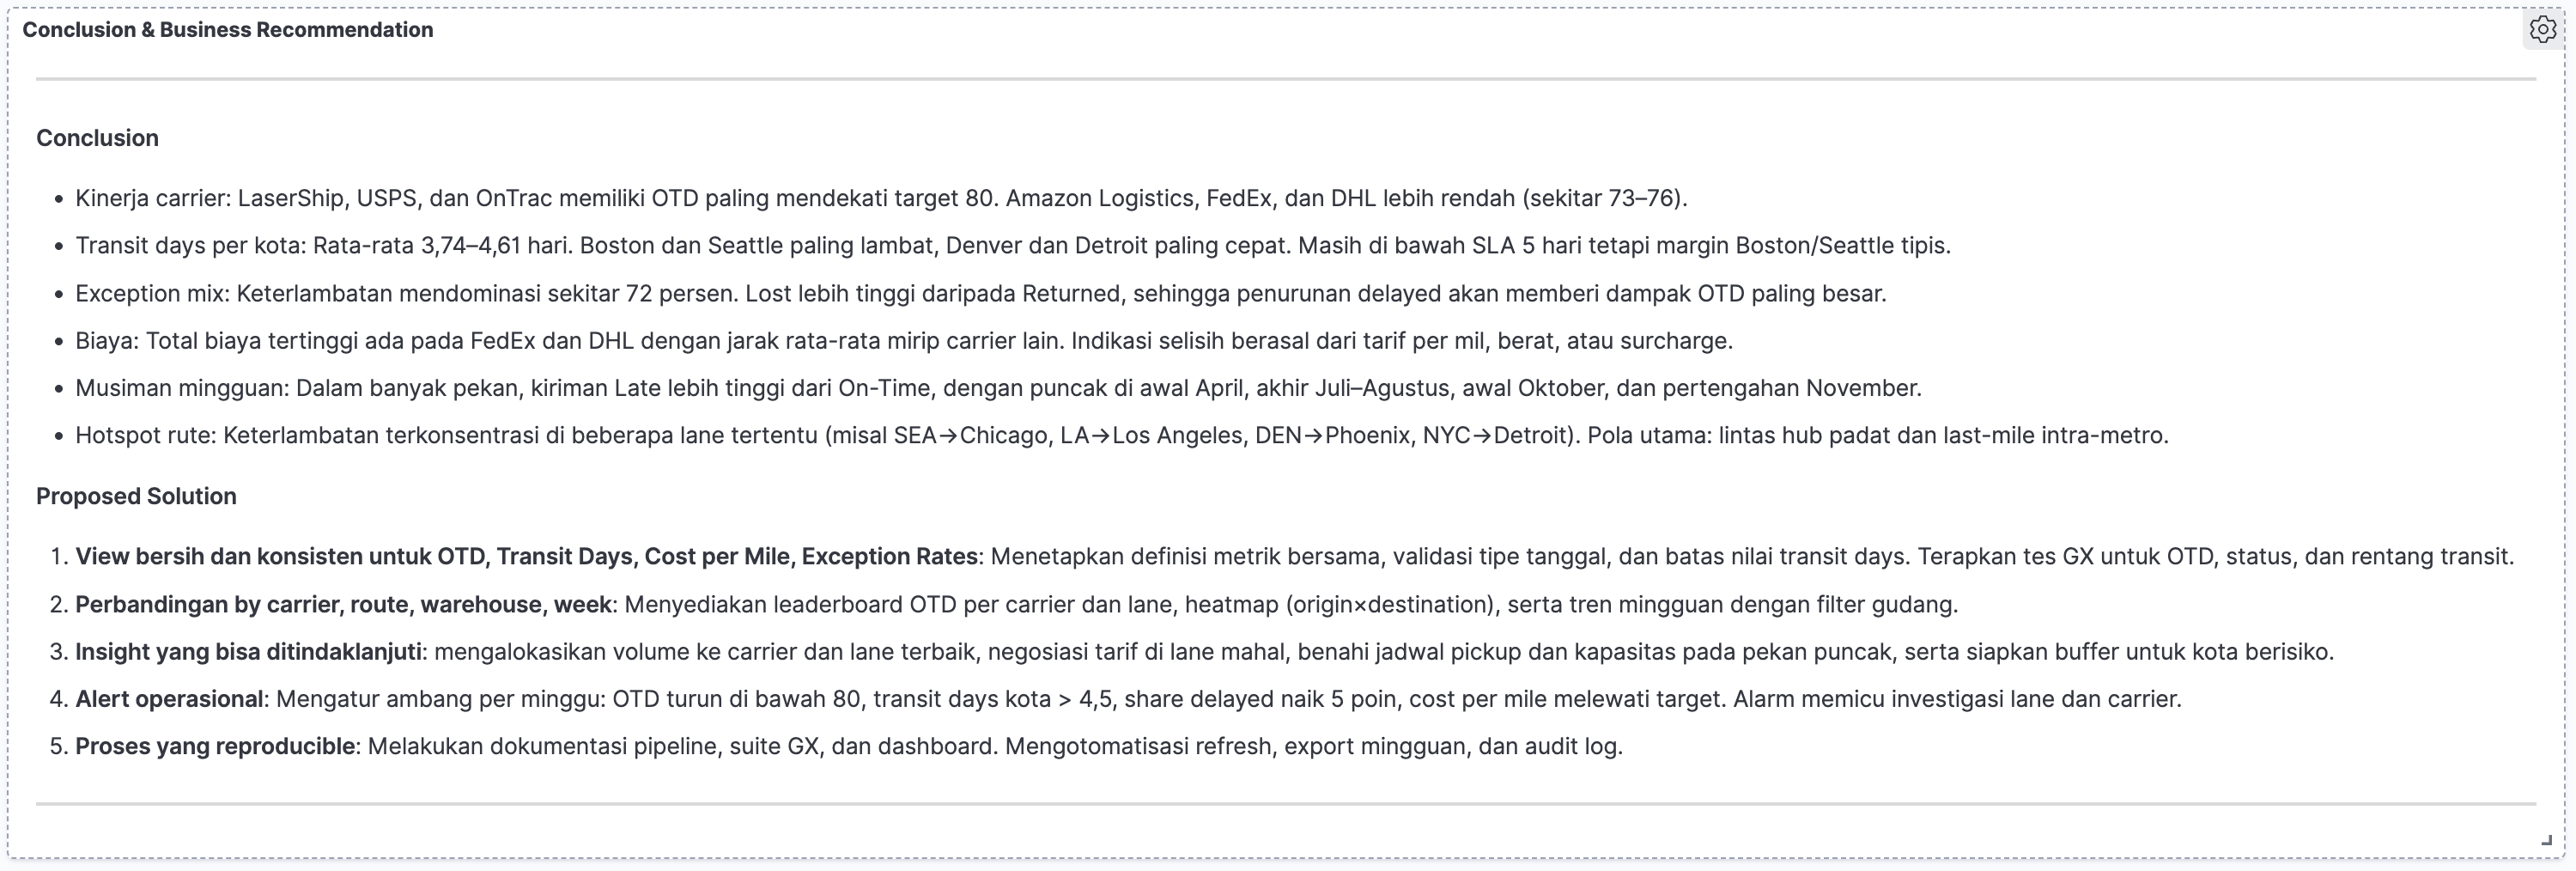 Conclusion & Business Recommendation
Conclusion
• Kinerja carrier: LaserShip, USPS, dan OnTrac memiliki OTD paling mendekati target 80. Amazon Logistics, FedEx, dan DHL lebih rendah (sekitar 73–76).
• Transit days per kota: Rata-rata 3,74–4,61 hari. Boston dan Seattle paling lambat, Denver dan Detroit paling cepat. Masih di bawah SLA 5 hari tetapi margin Boston/Seattle tipis.
• Exception mix: Keterlambatan mendominasi sekitar 72 persen. Lost lebih tinggi daripada Returned, sehingga penurunan delayed akan memberi dampak OTD paling besar.
• Biaya: Total biaya tertinggi ada pada FedEx dan DHL dengan jarak rata-rata mirip carrier lain. Indikasi selisih berasal dari tarif per mil, berat, atau surcharge.
• Musiman mingguan: Dalam banyak pekan, kiriman Late lebih tinggi dari On-Time, dengan puncak di awal April, akhir Juli–Agustus, awal Oktober, dan pertengahan November.
• Hotspot rute: Keterlambatan terkonsentrasi di beberapa lane tertentu (misal SEA→Chicago, LA→Los Angeles, DEN→Phoenix, NYC→Detroit). Pola utama: lintas hub padat dan last-mile intra-metro.
Proposed Solution
1. View bersih dan konsisten untuk OTD, Transit Days, Cost per Mile, Exception Rates: Menetapkan definisi metrik bersama, validasi tipe tanggal, dan batas nilai transit days. Terapkan tes GX untuk OTD, status, dan rentang transit.
2. Perbandingan by carrier, route, warehouse, week: Menyediakan leaderboard OTD per carrier dan lane, heatmap (origin×destination), serta tren mingguan dengan filter gudang.
3. Insight yang bisa ditindaklanjuti: mengalokasikan volume ke carrier dan lane terbaik, negosiasi tarif di lane mahal, benahi jadwal pickup dan kapasitas pada pekan puncak, serta siapkan buffer untuk kota berisiko.
4. Alert operasional: Mengatur ambang per minggu: OTD turun di bawah 80, transit days kota > 4,5, share delayed naik 5 poin, cost per mile melewati target. Alarm memicu investigasi lane dan carrier.
5. Proses yang reproducible: Melakukan dokumentasi pipeline, suite GX, dan dashboard. Mengotomatisasi refresh, export mingguan, dan audit log.